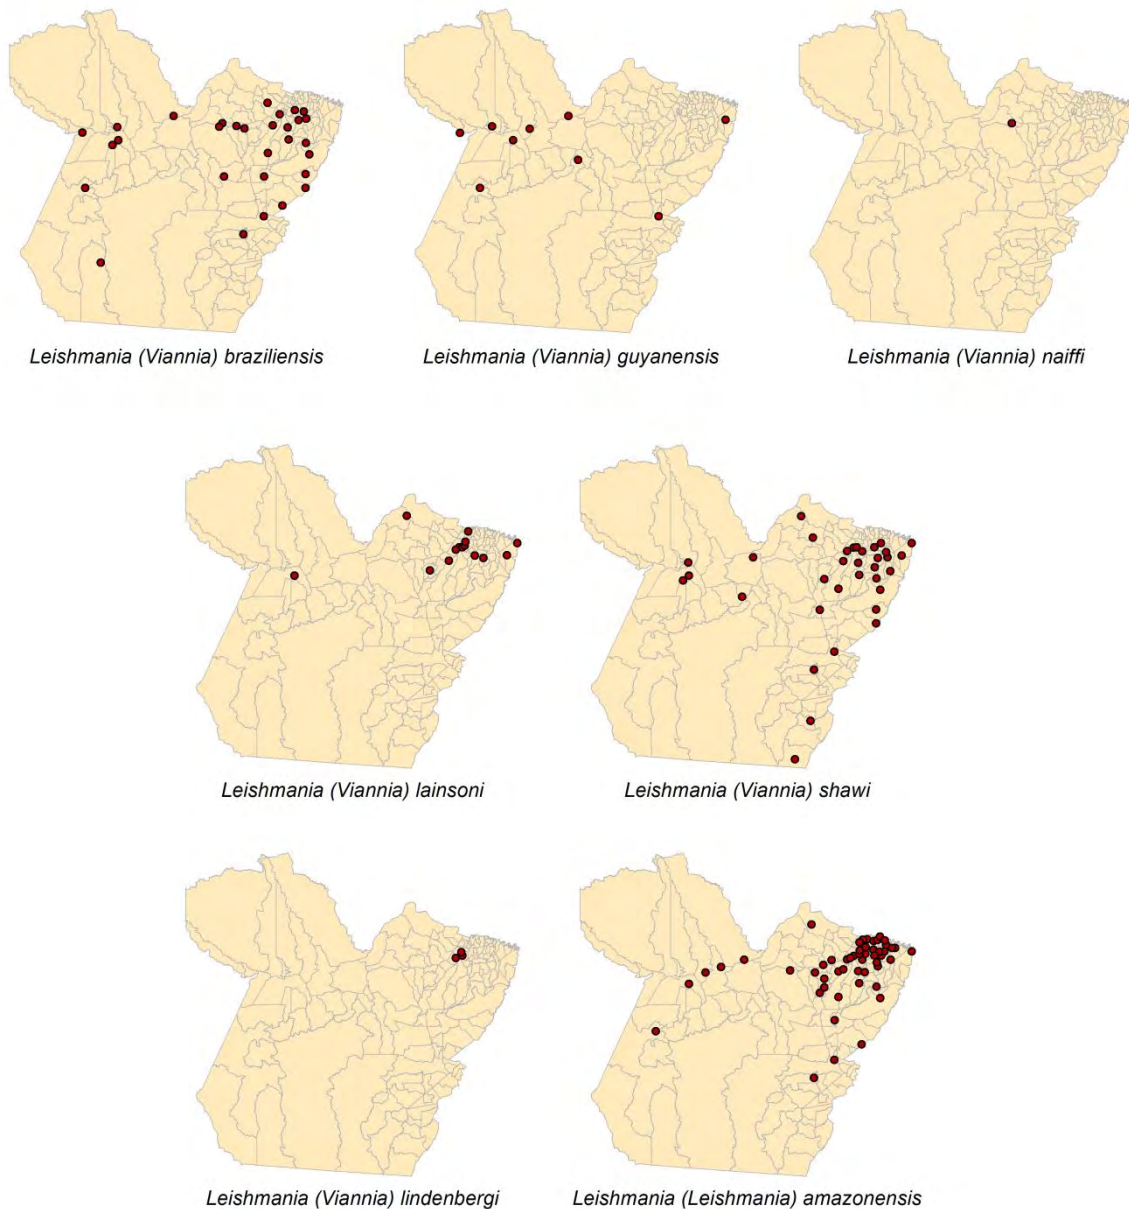 Leishmania (Viannia) braziliensis
Leishmania (Viannia) guyanensis
Leishmania (Viannia) naiffi
Leishmania (Viannia) lainsoni
Leishmania (Viannia) shawi
Leishmania (Viannia) lindenbergi
Leishmania (Leishmania) amazonensis